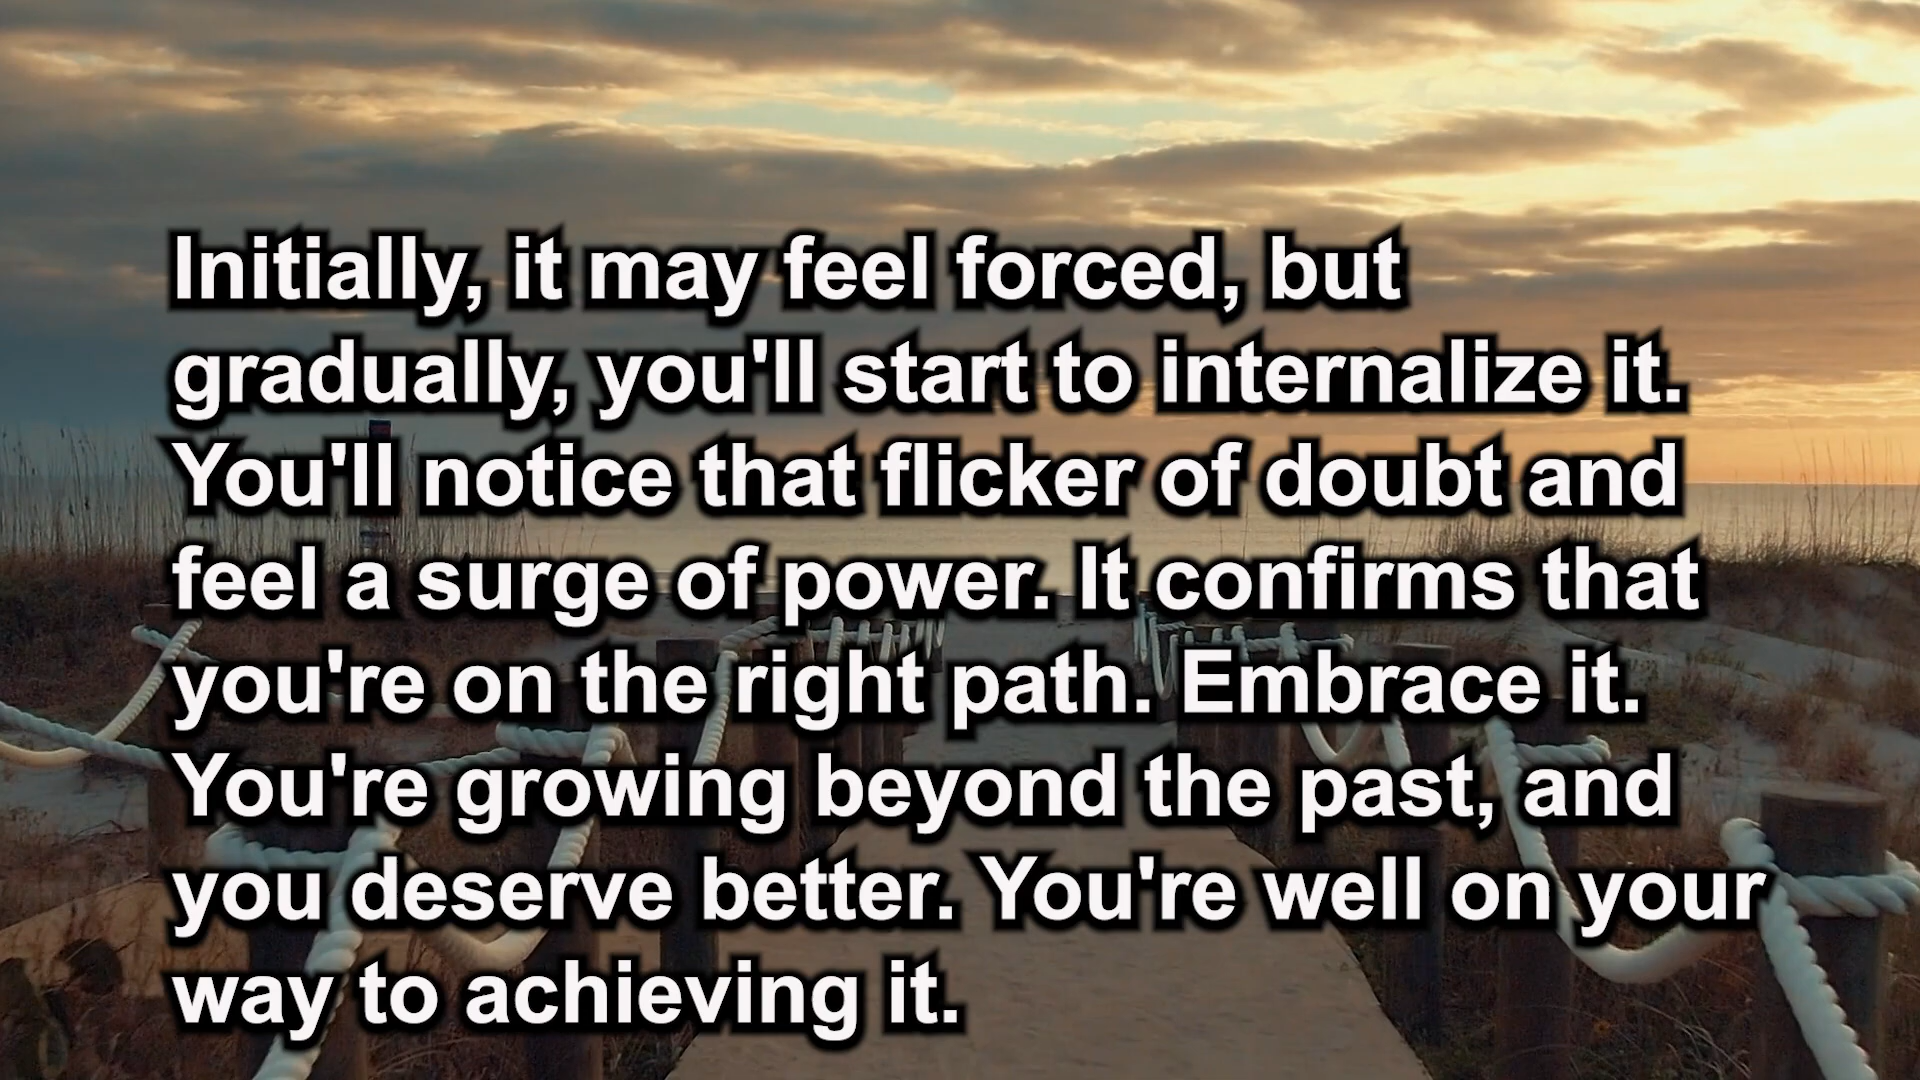 Initially, it may feel forced, but
gradually, you'll start to internalize it.
You'll notice that flicker of doubt and
feel a surge of power. It confirms that
you're on the right path. Embrace it.
You're growing beyond the past, and
you deserve better. You're well on your
way to achieving it.